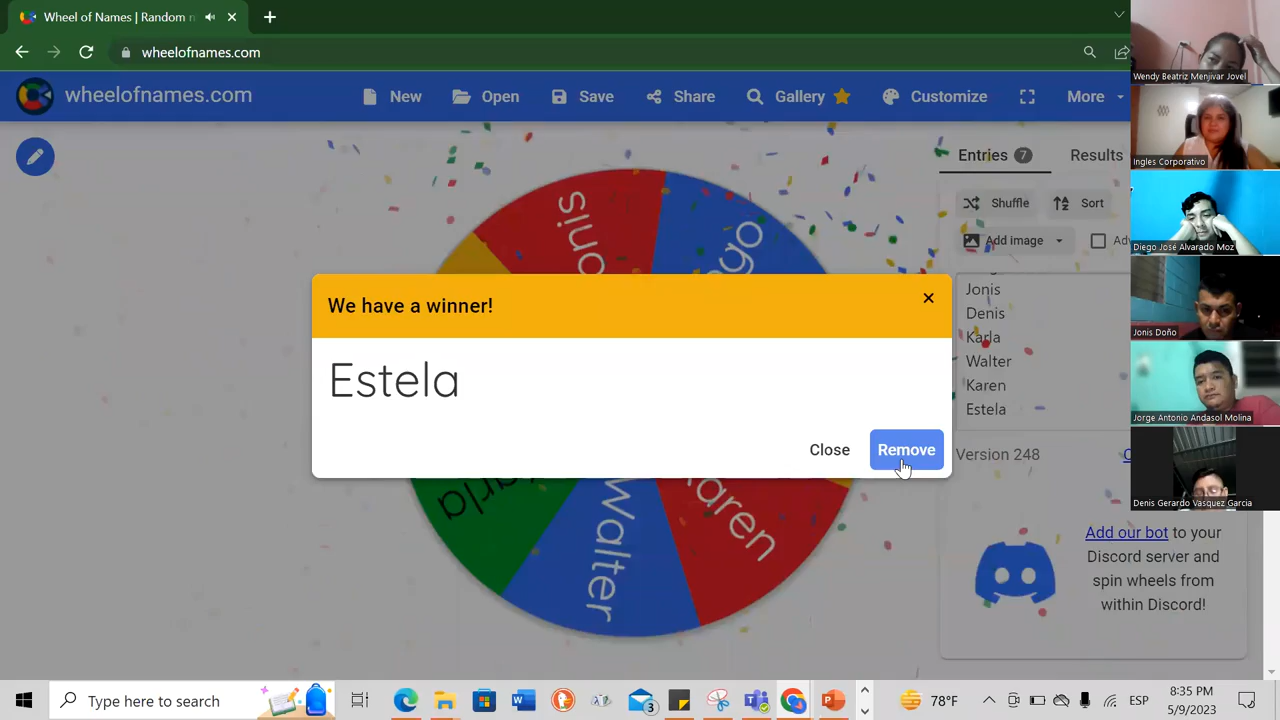 Wheel of Names | Random n
wheelofnames.com
wheelofnames.com
New
Open
Save
Share
Gallery
Customize
More
Entries 7
Results
Shuffle
Sort
Add image
We have a winner!
Estela
Close
Remove
Jonis
Denis
Karla
Walter
Karen
Estela
Walter
Version 248
Add our bot to your
Discord server and
spin wheels from
within Discord!
Wendy Beatriz Menjivar Jovel
Ingles Corporativo
Diego José Alvarado Moz
Jonis Doño
Jorge Antonio Andasol Molina
Denis Gerardo Vasquez Garcia
Type here to search
3
78°F
ESP
8:35 PM
5/9/2023